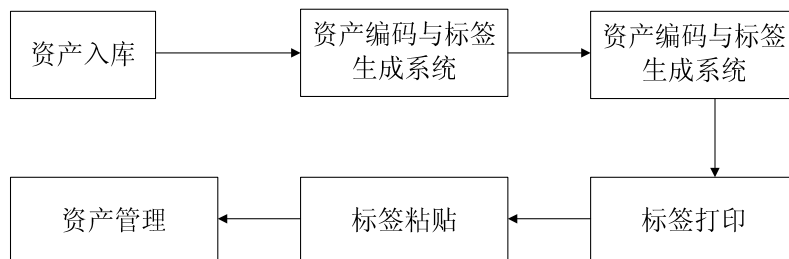 资产入库
资产编码与标签
生成系统
资产编码与标签
生成系统
标签打印
标签粘贴
资产管理